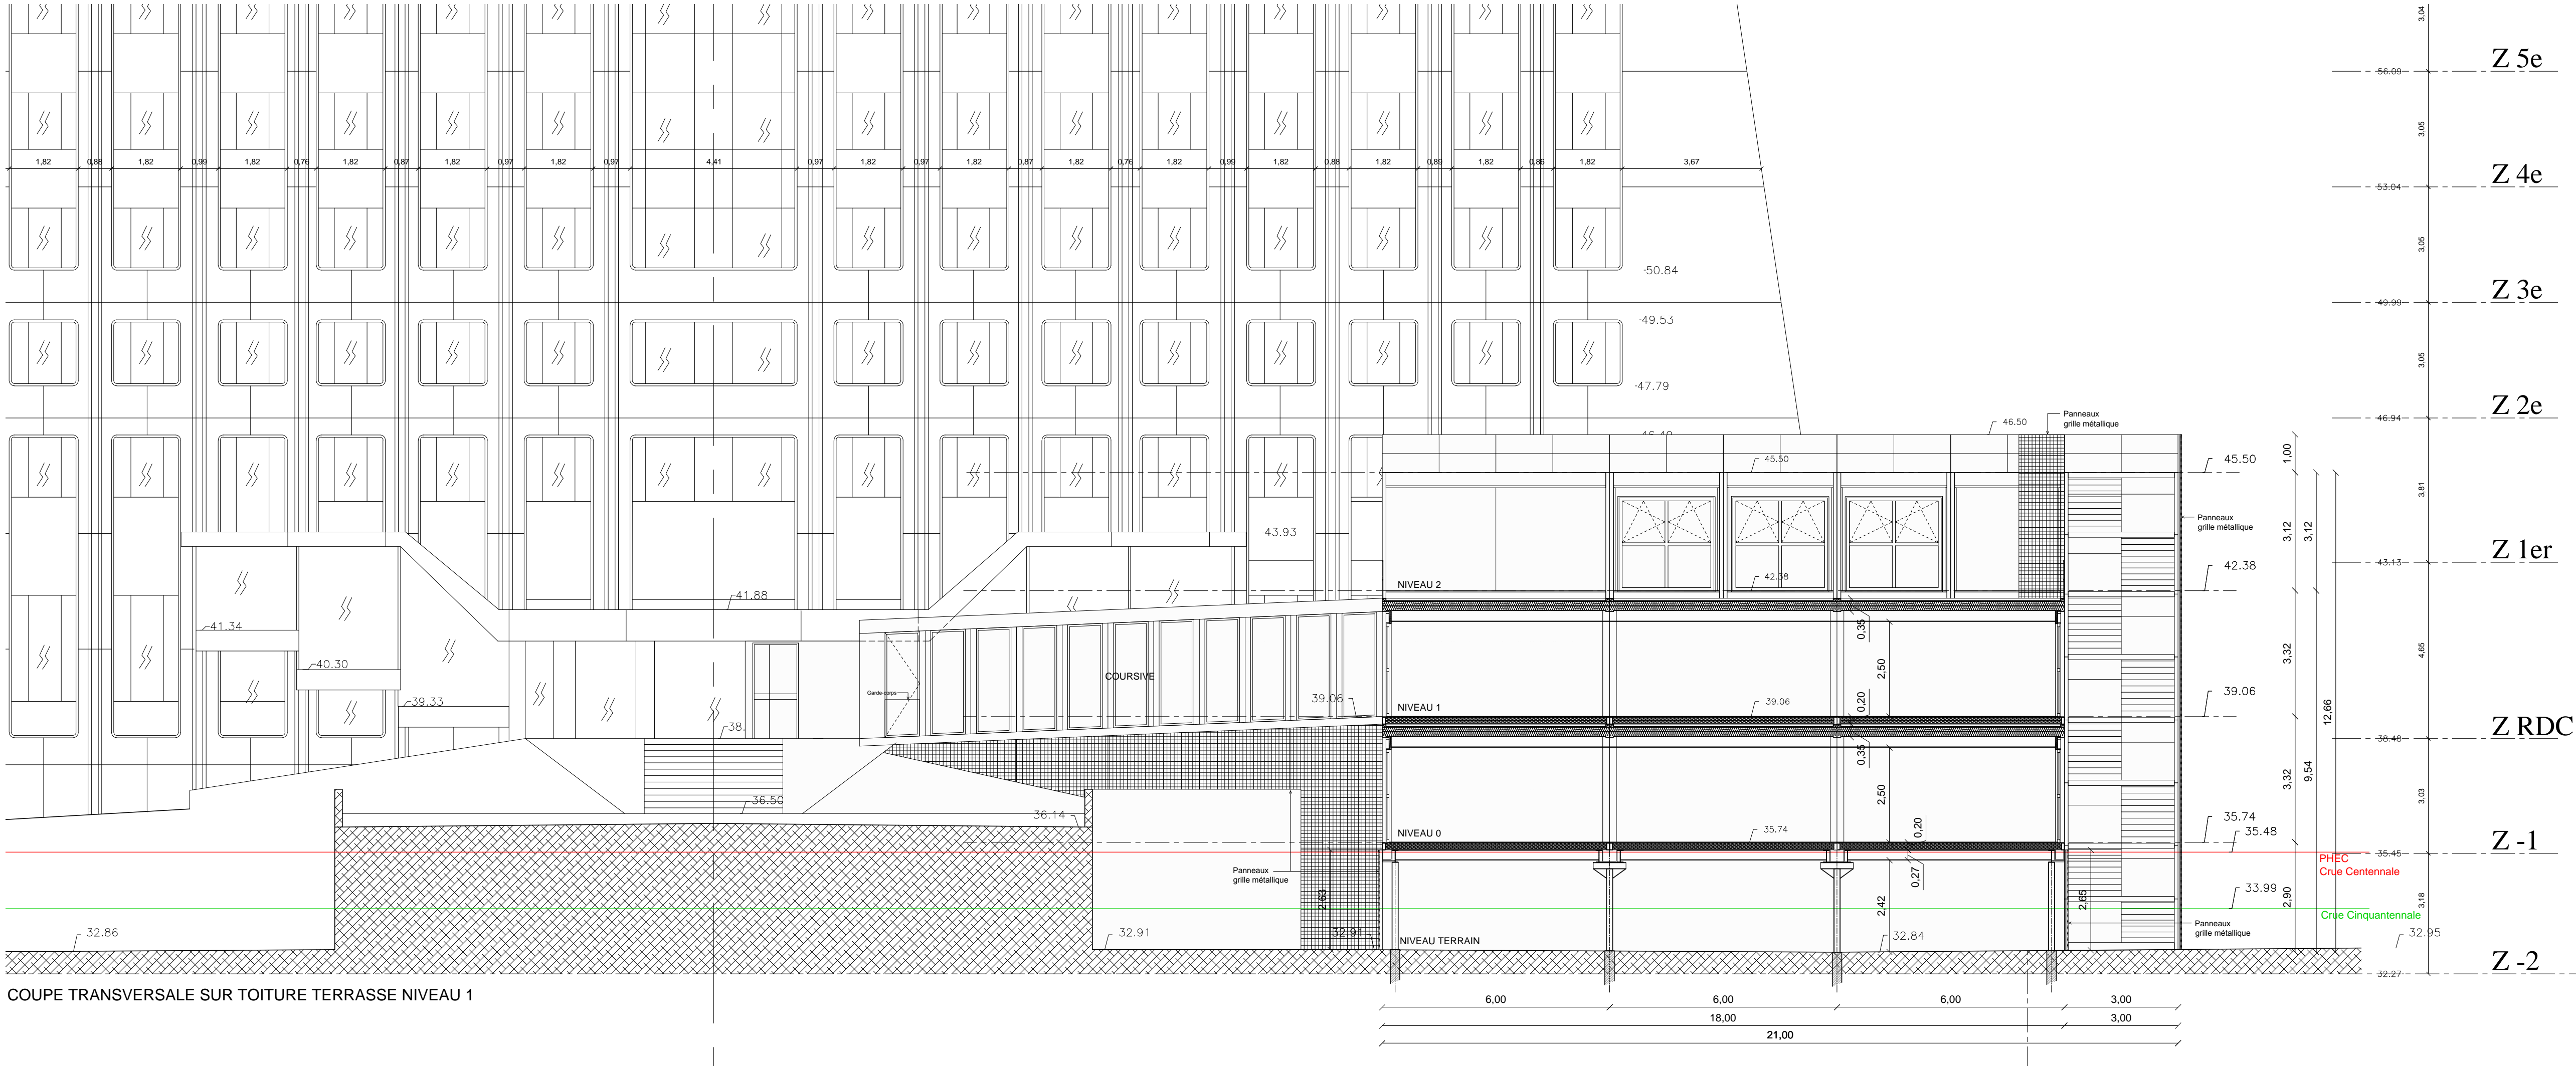 3,04
Z 5e
56.09
3,05
1,82 0,88 1,82 0,99 1,82 0,76 1,82 0,87 1,82 0,97 1,82 0,97 4,41 0,97 1,82 0,97 1,82 0,87 1,82 0,76 1,82 0,99 1,82 0,88 1,82 0,89 1,82 0,86 1,82 3,67
Z 4e
53.04
3,05
-50.84
Z 3e
49.99
-49.53
3,05
-47.79
Z 2e
46.94
Panneaux
grille métallique
46.50
45.50
45.50
1,00
3,81
-43.93
Panneaux
grille métallique
3,12
3,12
Z 1er
43.13
NIVEAU 2
42.38
42.38
41.88
41.34
0,35
40.30
COURSIVE
2,50
3,32
4,65
Garde-corps
39.33
39.06
NIVEAU 1
39.06
0,20
39.06
12,66
38.
Z RDC
38.48
0,35
36.50
36.14
2,50
3,32
9,54
3,03
NIVEAU 0
35.74
0,20
35.74
35.48
Z -1
35.45
PHEC
Crue Centennale
Panneaux
grille métallique
0,27
2,63
2,42
2,65
33.99
2,90
3,18
Crue Cinquantennale
Panneaux
grille métallique
32.86
32.91
32.91
NIVEAU TERRAIN
32.84
32.95
Z -2
32.27
COUPE TRANSVERSALE SUR TOITURE TERRASSE NIVEAU 1
6,00 6,00 6,00 3,00
18,00 3,00
21,00